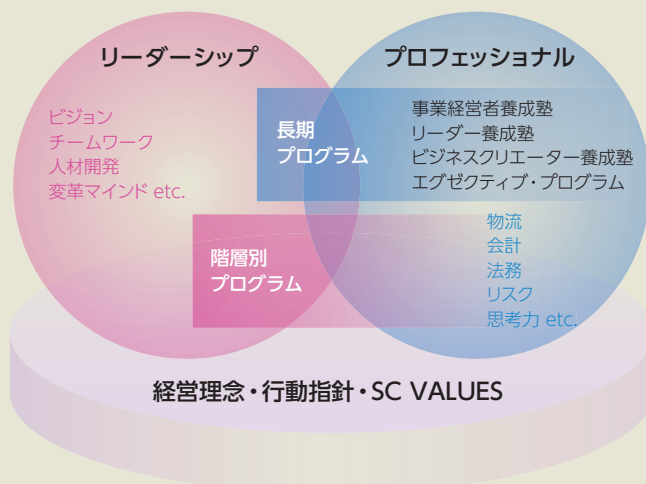 リーダーシップ
プロフェッショナル
ビジョン
チームワーク
人材開発
変革マインド etc.
長期
プログラム
事業経営者養成塾
リーダー養成塾
ビジネスクリエーター養成塾
エグゼクティブ・プログラム
階層別
プログラム
物流
会計
法務
リスク
思考力 etc.
経営理念・行動指針・SC VALUES